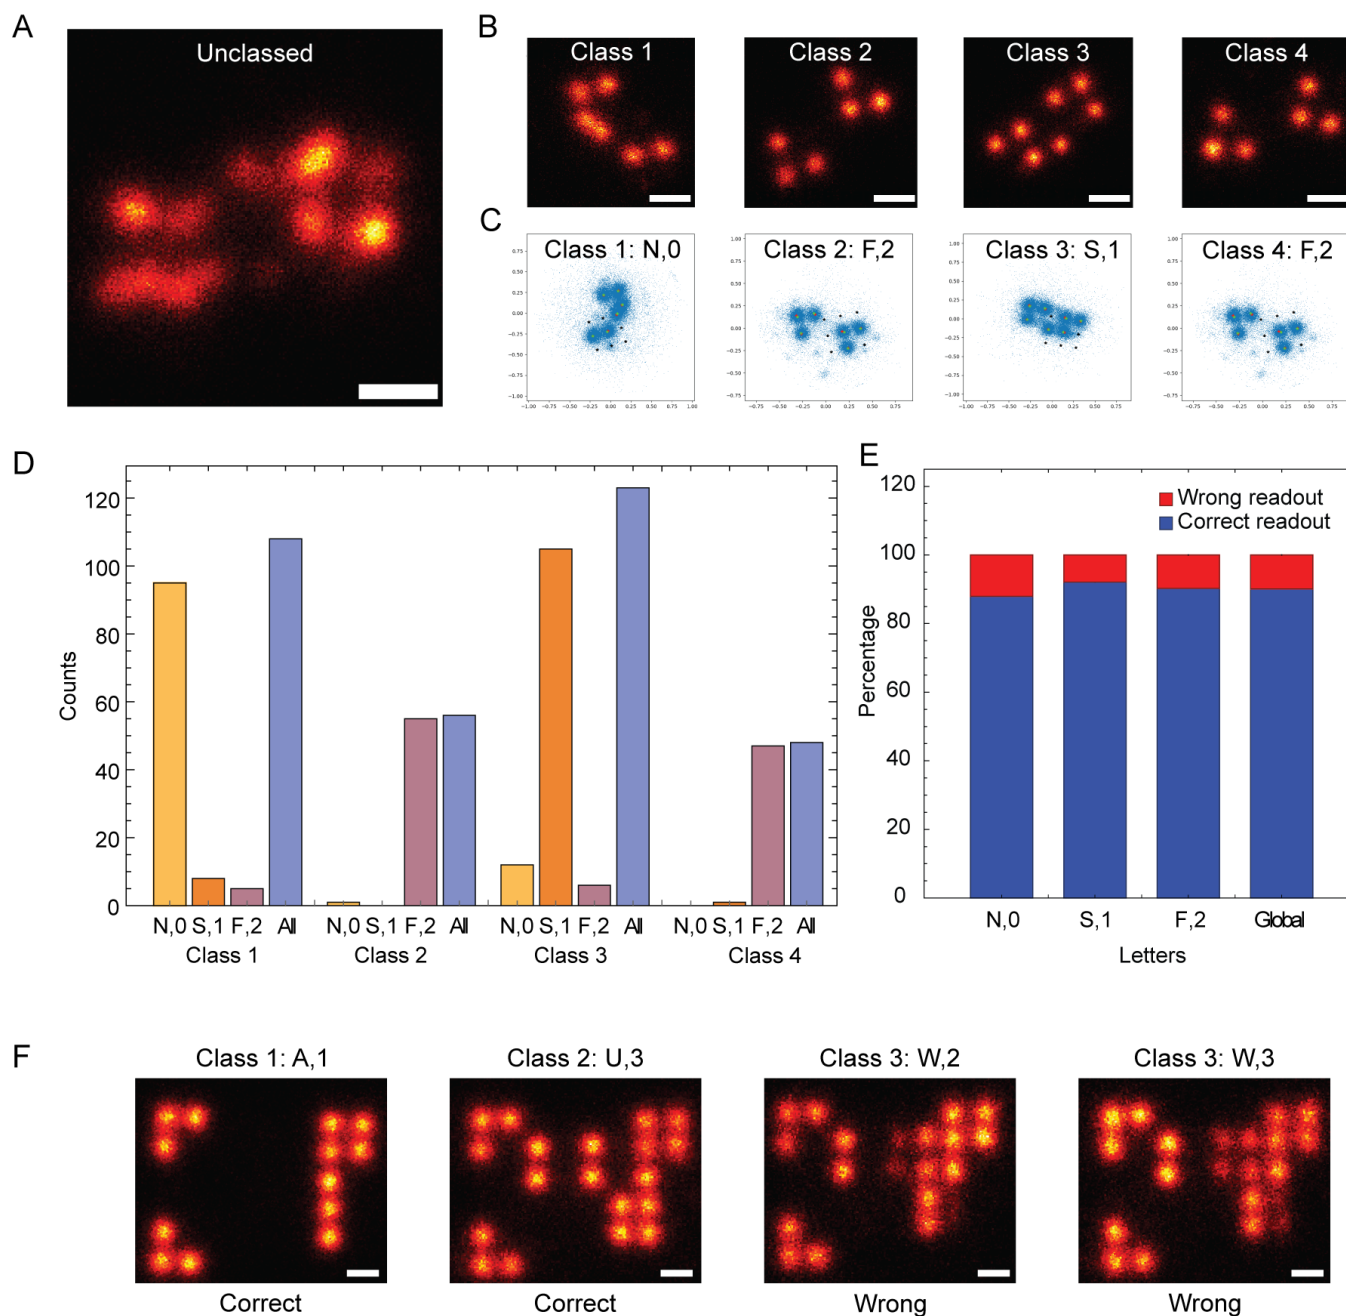 A
Unclassed
B
Class 1
Class 2
Class 3
Class 4
C
Class 1: N,0
Class 2: F,2
Class 3: S,1
Class 4: F,2
D
Counts
120
100
80
60
40
20
0
N,0 S,1 F,2 All
N,0 S,1 F,2 All
N,0 S,1 F,2 All
N,0 S,1 F,2 All
Class 1
Class 2
Class 3
Class 4
E
Percentage
120
100
80
60
40
20
0
Wrong readout
Correct readout
N,0 S,1 F,2 Global
Letters
F
Class 1: A,1
Class 2: U,3
Class 3: W,2
Class 3: W,3
Correct
Correct
Wrong
Wrong